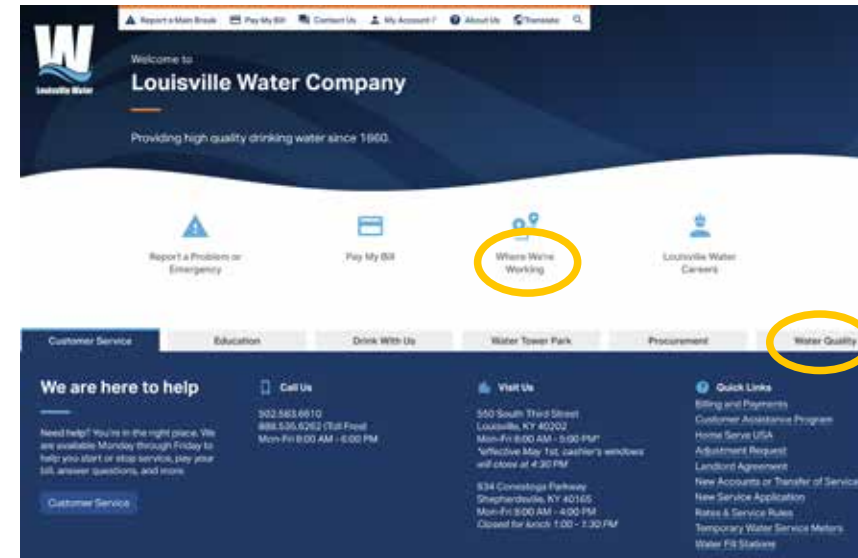 Report a Main Break Pay My Bill Contact Us My Account About Us Translate
Louisville Water
Welcome to
Louisville Water Company
Providing high quality drinking water since 1860.
Report a Problem or
Emergency
Pay My Bill
Where We're
Working
Louisville Water
Careers
Customer Service
Education
Drink With Us
Water Tower Park
Procurement
Water Quality
We are here to help
Need help? You're in the right place. We
are available Monday through Friday to
help you start or stop service, pay your
bill, answer questions, and more.
Customer Service
Call Us
502.583.6610
888.535.6262 (Toll Free)
Mon-Fri 8:00 AM - 6:00 PM
Visit Us
550 South Third Street
Louisville, KY 40202
Mon-Fri 8:00 AM - 5:00 PM*
*effective May 1st, cashier's windows
will close at 4:30 PM
534 Conestoga Parkway
Shepherdsville, KY 40165
Mon-Fri 8:00 AM - 4:00 PM
Closed for lunch 1:00 - 1:30 PM
Quick Links
Billing and Payments
Customer Assistance Program
Home Serve USA
Adjustment Request
Landlord Agreement
New Accounts or Transfer of Service
New Service Application
Rates & Service Rules
Temporary Water Service Meters
Water Fill Stations